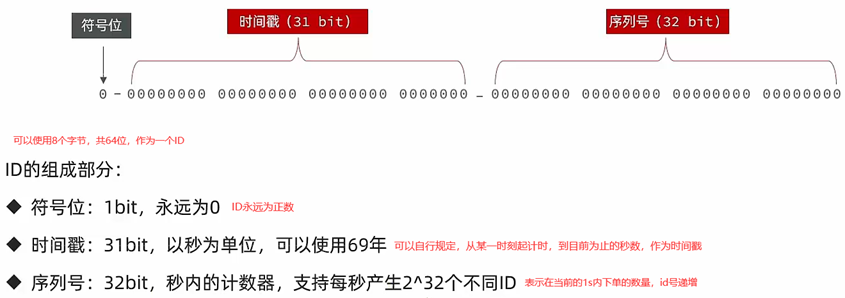 符号位 时间戳（31 bit） 序列号（32 bit）
0-00000000 00000000 00000000 0000000 - 00000000 00000000 00000000 00000000
可以使用8个字节，共64位，作为一个ID
ID的组成部分：
◆ 符号位：1bit，永远为0 ID永远为正数
◆ 时间戳：31bit，以秒为单位，可以使用69年 可以自行规定，从某一时刻起计时，到目前为止的秒数，作为时间戳
◆ 序列号：32bit，秒内的计数器，支持每秒产生2^32个不同ID 表示在当前的1s内下单的数量，id号递增